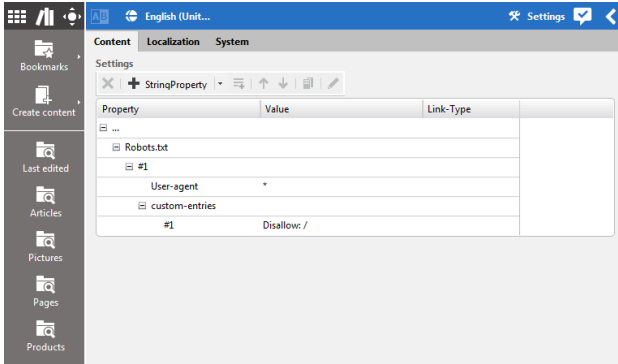 English (Unit...
Settings
Content Localization System
Settings
StringProperty
Property Value Link-Type
...
Robots.txt
#1
User-agent *
custom-entries
#1 Disallow: /
Bookmarks
Create content
Last edited
Articles
Pictures
Pages
Products